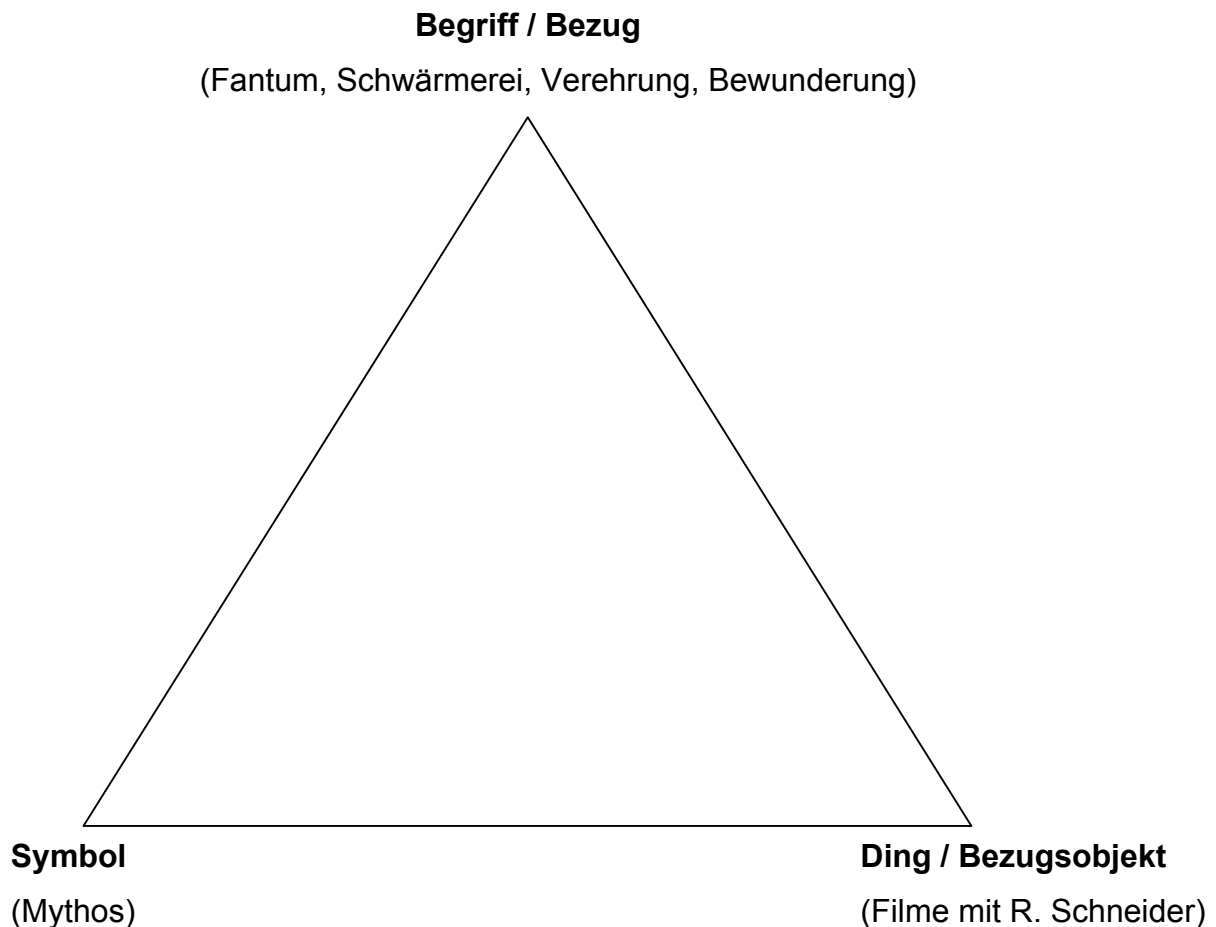 Begriff / Bezug
(Fantum, Schwärmerei, Verehrung, Bewunderung)
Symbol
(Mythos)
Ding / Bezugsobjekt
(Filme mit R. Schneider)